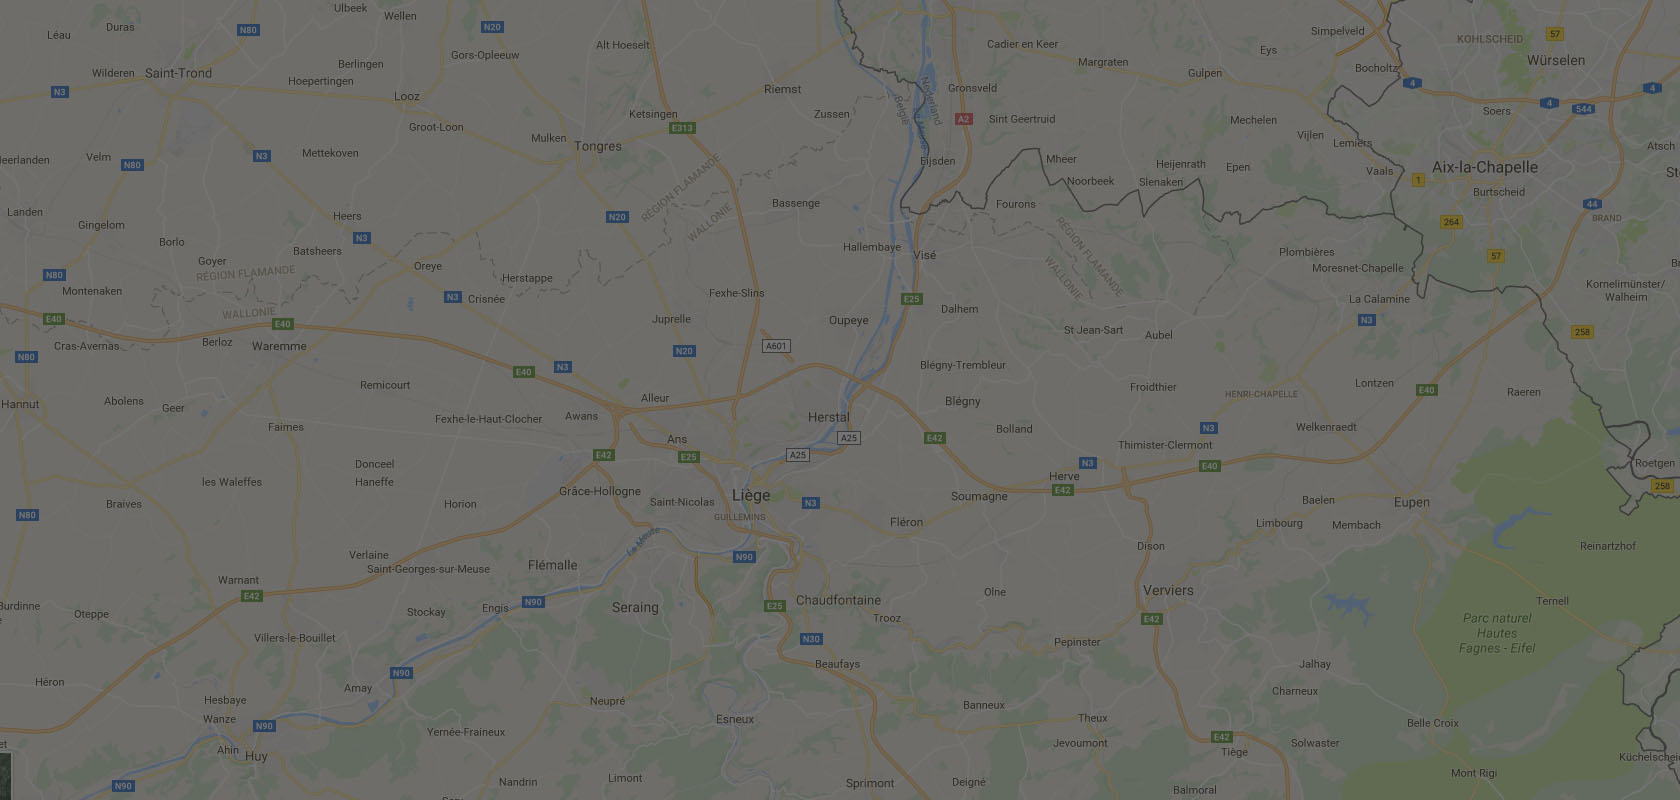 Ulbeek
Wellen
Duras
Léau
N80
N20
Simpelveld
57
KOHLSCHEID
Alt Hoeselt
Cadier en Keer
Eys
Gors-Opleeuw
Würselen
Berlingen
Margraten
Bocholtz
Wilderen
Saint-Trond
Gulpen
Hoepertingen
4
N3
Riemst
Gronsveld
4
Looz
4
544
Ketsingen
Zussen
België
Nederland
Soers
E313
A2
Sint Geertruid
Mechelen
Groot-Loon
Vijlen
Mulken
La Meuse
Lemiers
Tongres
Atsch
N3
Mettekoven
Velm
N80
Eijsden
Mheer
Heijenrath
Epen
Aix-la-Chapelle
Vaals
Noorbeek
Slenaken
1
Burtscheid
RÉGION FLAMANDE
WALLONIE
Bassenge
Fourons
44
Landen
Heers
N20
BRAND
Gingelom
264
RÉGION FLAMANDE
WALLONIE
N3
Borlo
Batsheers
Hallembaye
Visé
Plombières
57
Goyer
Oreye
Moresnet-Chapelle
N80
RÉGION FLAMANDE
Herstappe
Kornelimünster/
Walheim
Montenaken
N3
Crisnée
Fexhe-Slins
E25
La Calamine
WALLONIE
Dalhem
E40
E40
Juprelle
Oupeye
N3
St Jean-Sart
Aubel
258
Cras-Avernas
Berloz
Waremme
A601
N80
N20
E40
N3
Blégny-Trembleur
Remicourt
Froidthier
Lontzen
E40
Raeren
Alleur
HENRI-CHAPELLE
Hannut
Abolens
Geer
Blégny
Fexhe-le-Haut-Clocher
Awans
Herstal
Faimes
Bolland
N3
Welkenraedt
Ans
A25
E42
Thimister-Clermont
E42
E25
A25
Donceel
N3
E40
Roetgen
Haneffe
les Waleffes
Herve
258
Grâce-Hollogne
Liège
Soumagne
E42
Braives
Horion
Saint-Nicolas
N3
Baelen
Eupen
N80
GUILLEMINS
Fléron
Limbourg
Membach
La Meuse
Verlaine
N90
Dison
Reinartzhof
Saint-Georges-sur-Meuse
Flémalle
Warnant
E42
Olne
Verviers
Stockay
Engis
N90
Seraing
E25
Chaudfontaine
Ternell
Oteppe
Trooz
E42
Parc naturel
Hautes
Fagnes - Eifel
Villers-le-Bouillet
N30
Pepinster
Beaufays
Jalhay
N90
Héron
Amay
Charneux
Hesbaye
Neupré
Banneux
Wanze
N90
Esneux
Theux
Belle Croix
Yernée-Fraineux
E42
Ahin
Huy
Jevoumont
Tiège
Solwaster
Mont Rigi
Nandrin
Limont
Sprimont
Deigné
N90
Balmoral